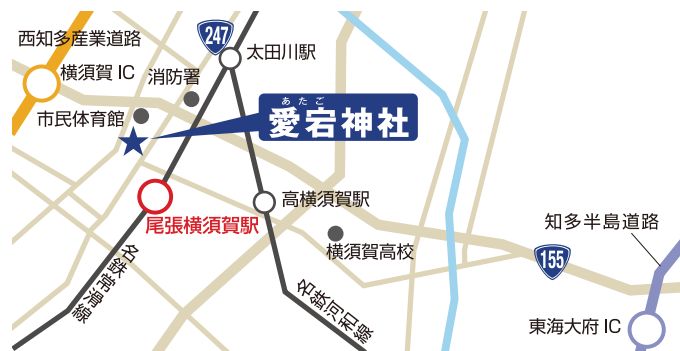 西知多産業道路
247
太田川駅
横須賀 IC
消防署
市民体育館
あたご
愛宕神社
尾張横須賀駅
高横須賀駅
横須賀高校
知多半島道路
155
名鉄常滑線
名鉄河和線
東海大府 IC